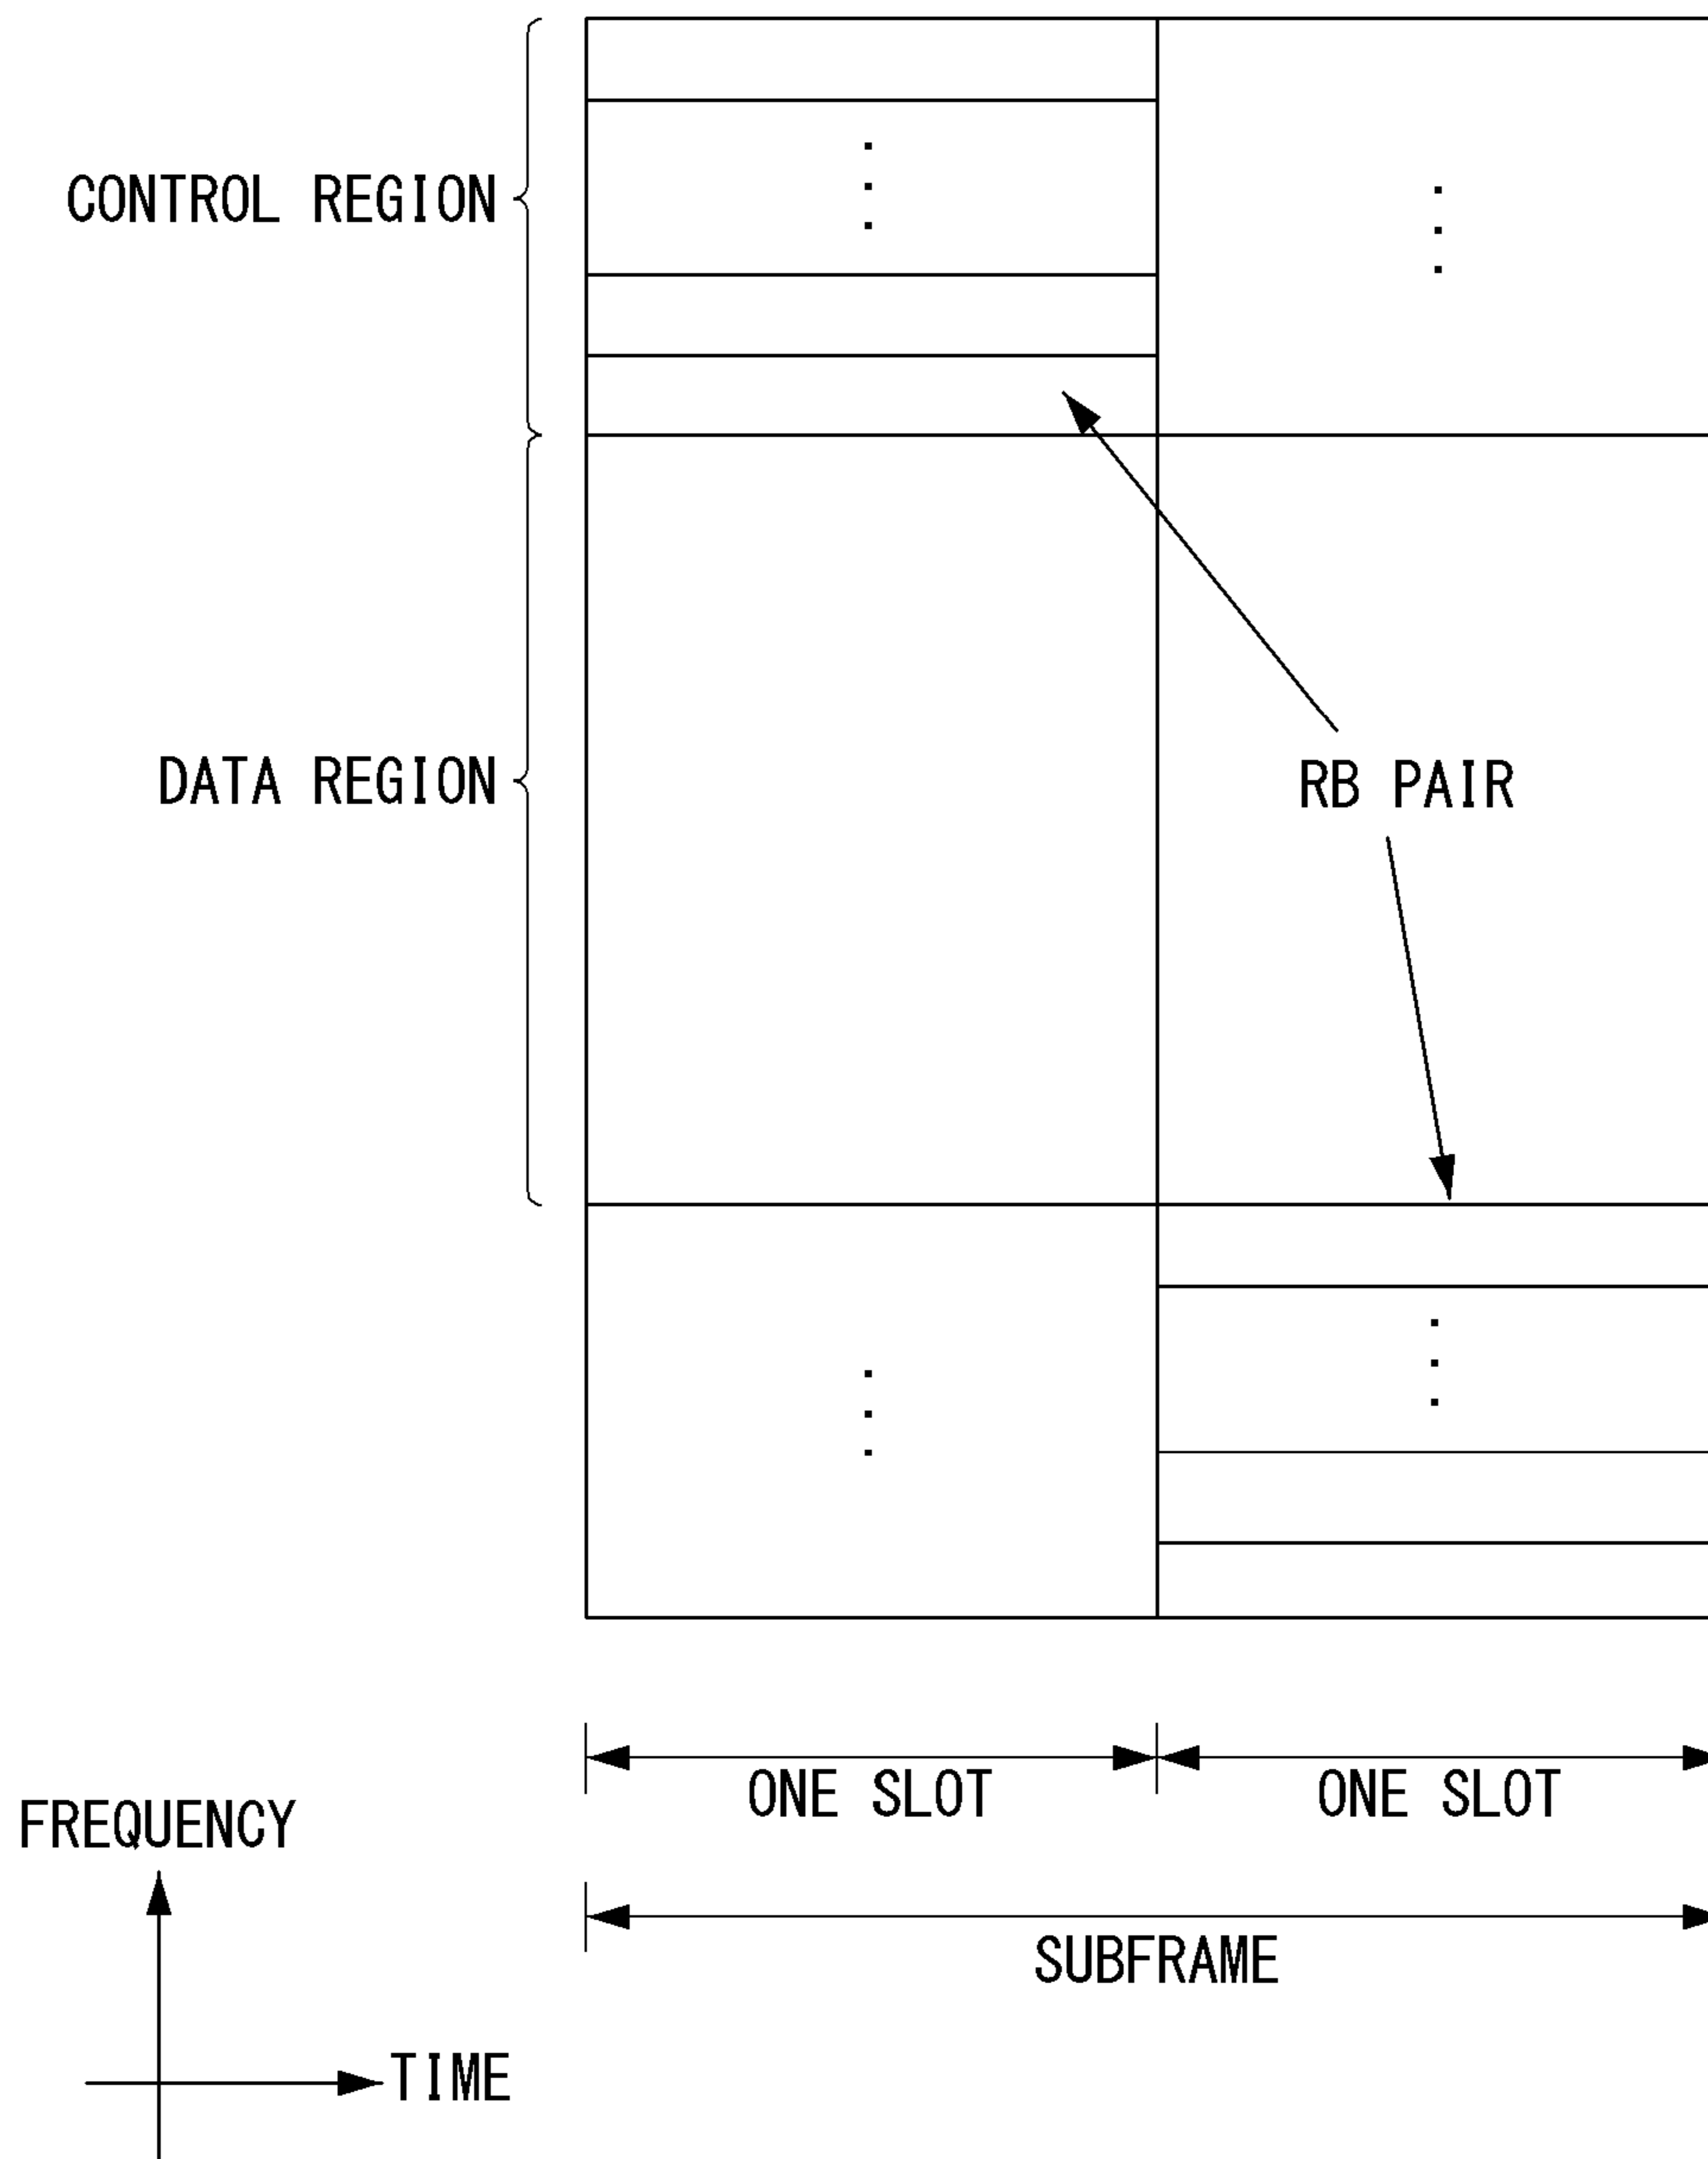 CONTROL REGION
DATA REGION
RB PAIR
ONE SLOT
ONE SLOT
FREQUENCY
SUBFRAME
TIME